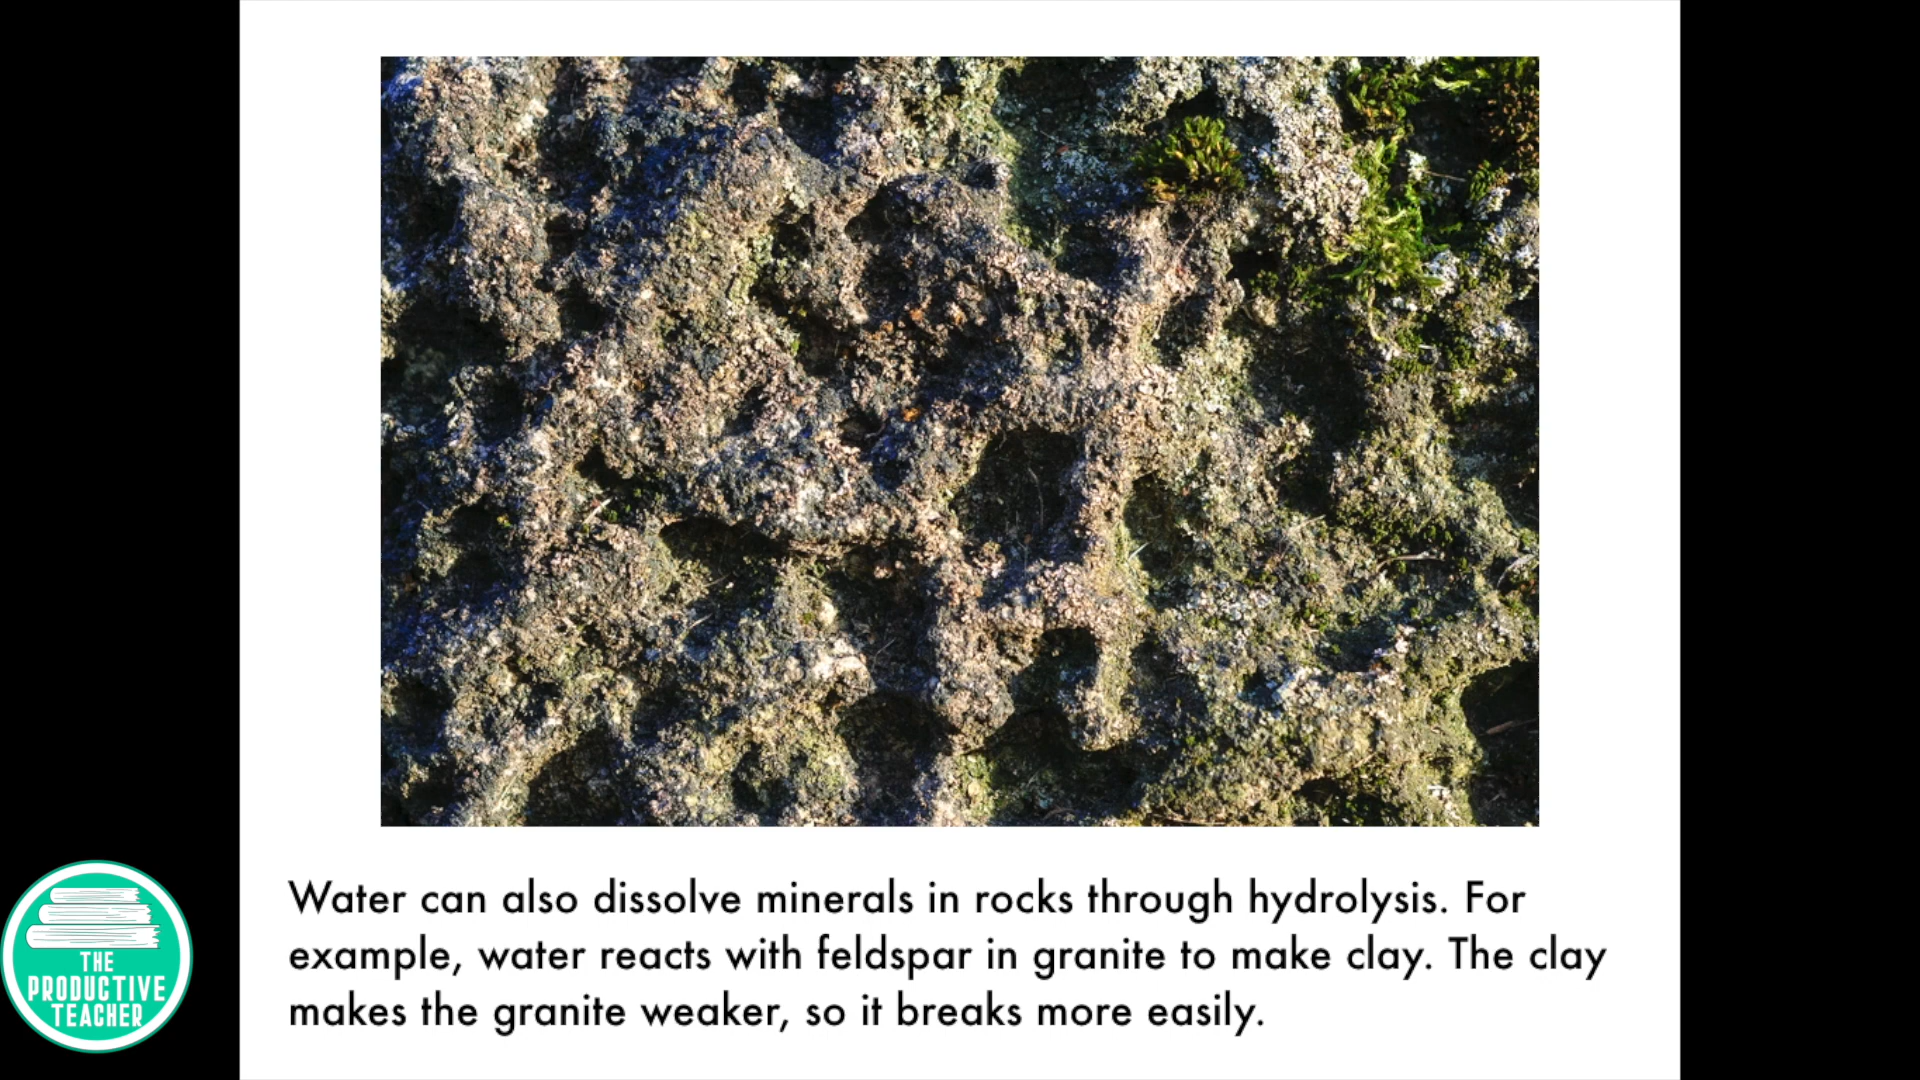 Water can also dissolve minerals in rocks through hydrolysis. For
example, water reacts with feldspar in granite to make clay. The clay
makes the granite weaker, so it breaks more easily.
THE
PRODUCTIVE
TEACHER